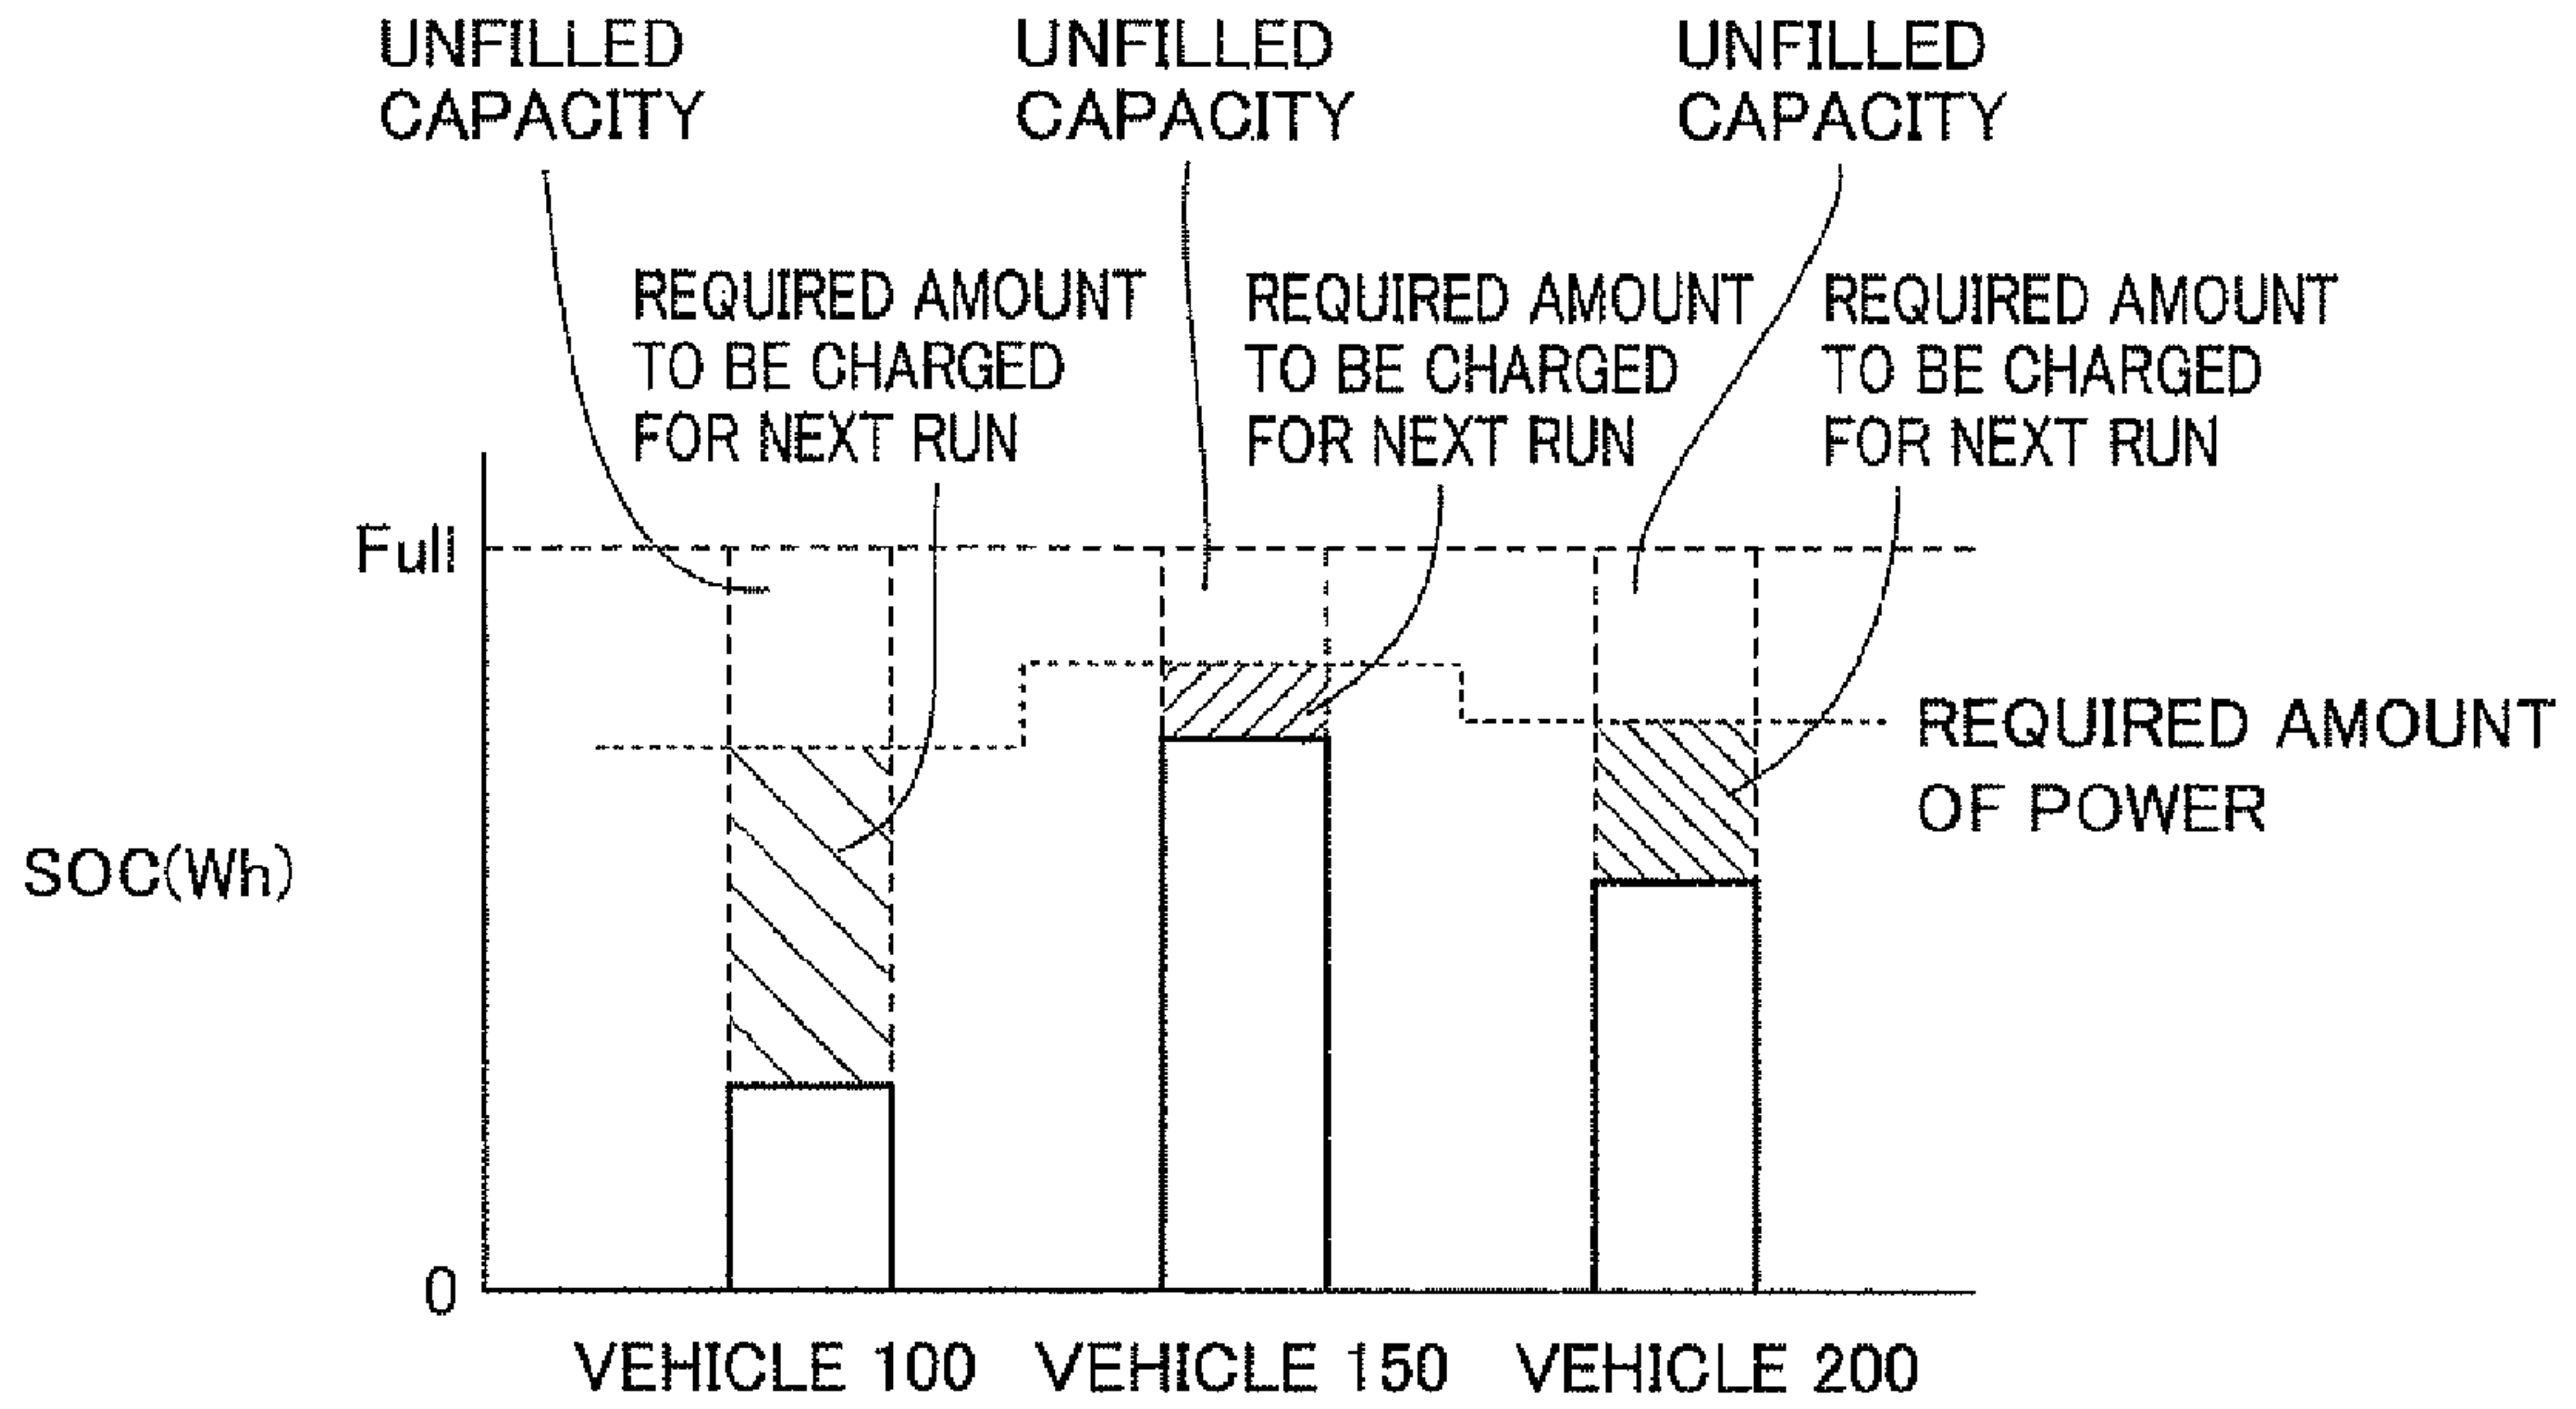 UNFILLED
CAPACITY
UNFILLED
CAPACITY
UNFILLED
CAPACITY
REQUIRED AMOUNT
TO BE CHARGED
FOR NEXT RUN
REQUIRED AMOUNT
TO BE CHARGED
FOR NEXT RUN
REQUIRED AMOUNT
TO BE CHARGED
FOR NEXT RUN
Full
REQUIRED AMOUNT
OF POWER
SOC(Wh)
0
VEHICLE 100
VEHICLE 150
VEHICLE 200